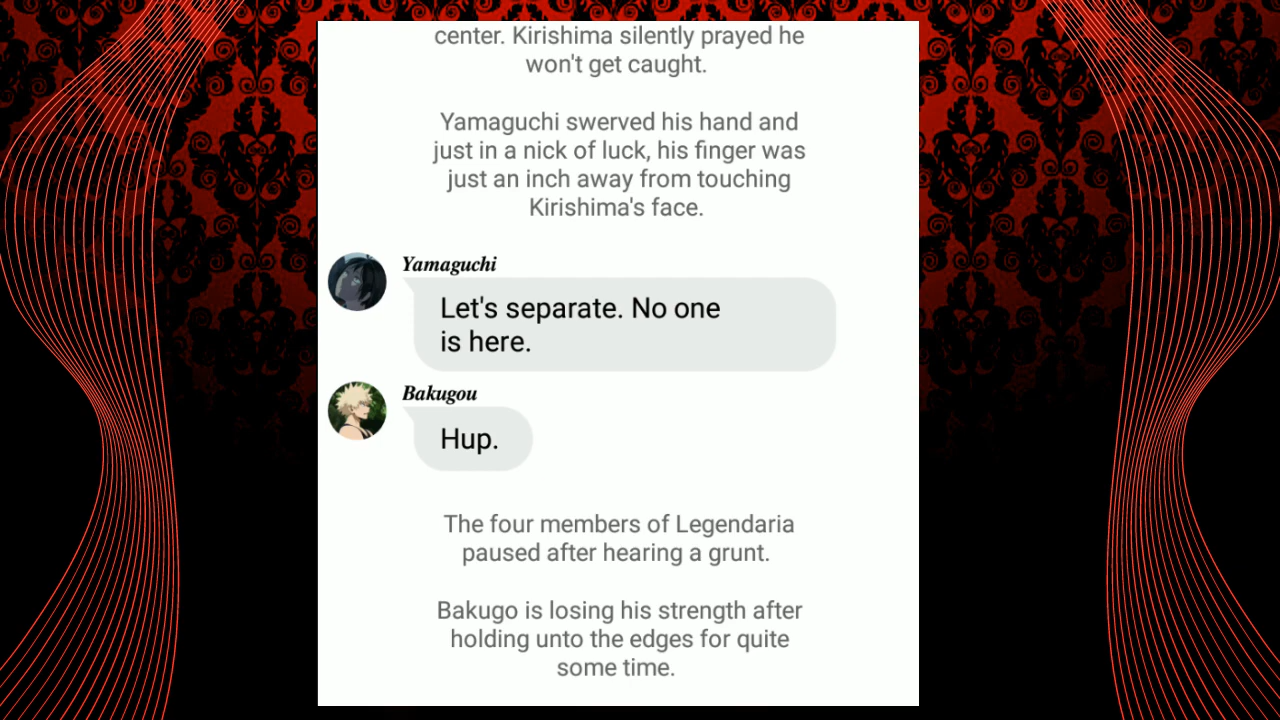 center. Kirishima silently prayed he
won't get caught.
Yamaguchi swerved his hand and
just in a nick of luck, his finger was
just an inch away from touching
Kirishima's face.
Yamaguchi
Let's separate. No one
is here.
Bakugou
Hup.
The four members of Legendaria
paused after hearing a grunt.
Bakugo is losing his strength after
holding unto the edges for quite
some time.